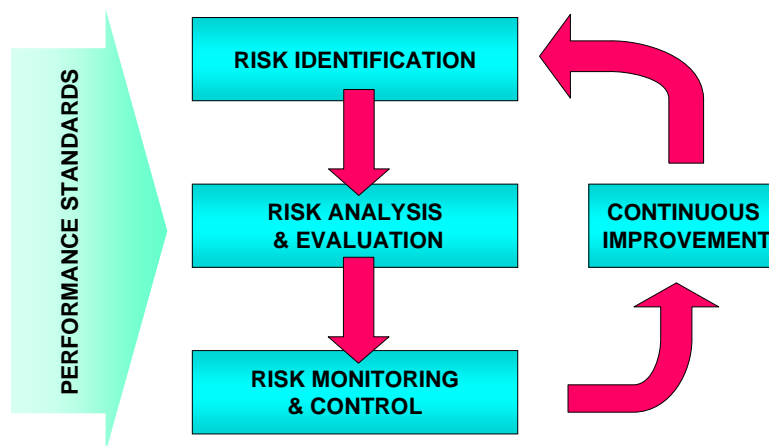 PERFORMANCE STANDARDS
RISK IDENTIFICATION
RISK ANALYSIS
& EVALUATION
CONTINUOUS
IMPROVEMENT
RISK MONITORING
& CONTROL